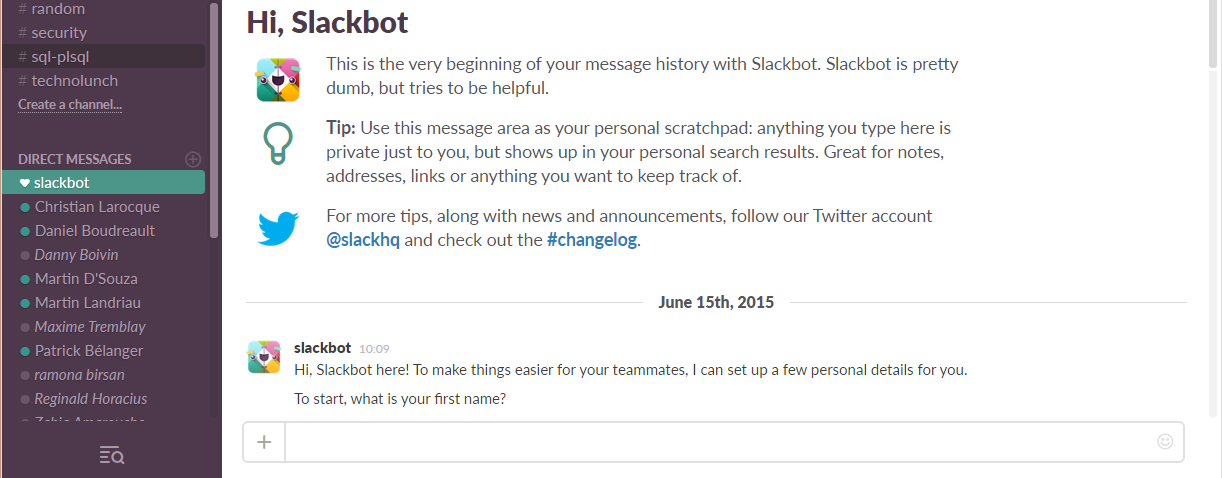 # random
# security
# sql-plsql
# technolunch
Create a channel...
DIRECT MESSAGES
slackbot
Christian Larocque
Daniel Boudreault
Danny Boivin
Martin D'Souza
Martin Landriau
Maxime Tremblay
Patrick Bélanger
ramona birsan
Reginald Horacius
Hi, Slackbot
This is the very beginning of your message history with Slackbot. Slackbot is pretty
dumb, but tries to be helpful.
Tip: Use this message area as your personal scratchpad: anything you type here is
private just to you, but shows up in your personal search results. Great for notes,
addresses, links or anything you want to keep track of.
For more tips, along with news and announcements, follow our Twitter account
@slackhq and check out the #changelog.
June 15th, 2015
slackbot 10:09
Hi, Slackbot here! To make things easier for your teammates, I can set up a few personal details for you.
To start, what is your first name?